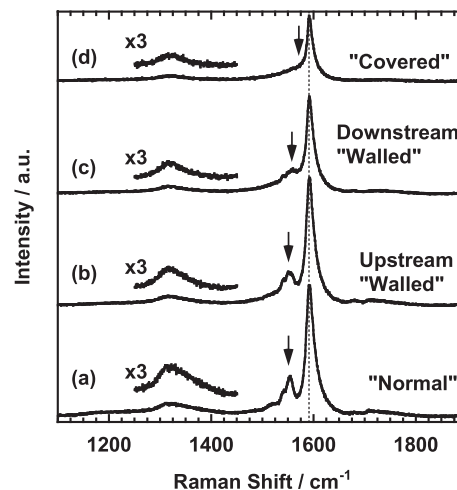 (d) x3 "Covered"
Downstream
(c) x3 "Walled"
(b) x3 Upstream
"Walled"
(a) x3 "Normal"
Intensity / a.u.
1200 1400 1600 1800
Raman Shift / cm⁻¹